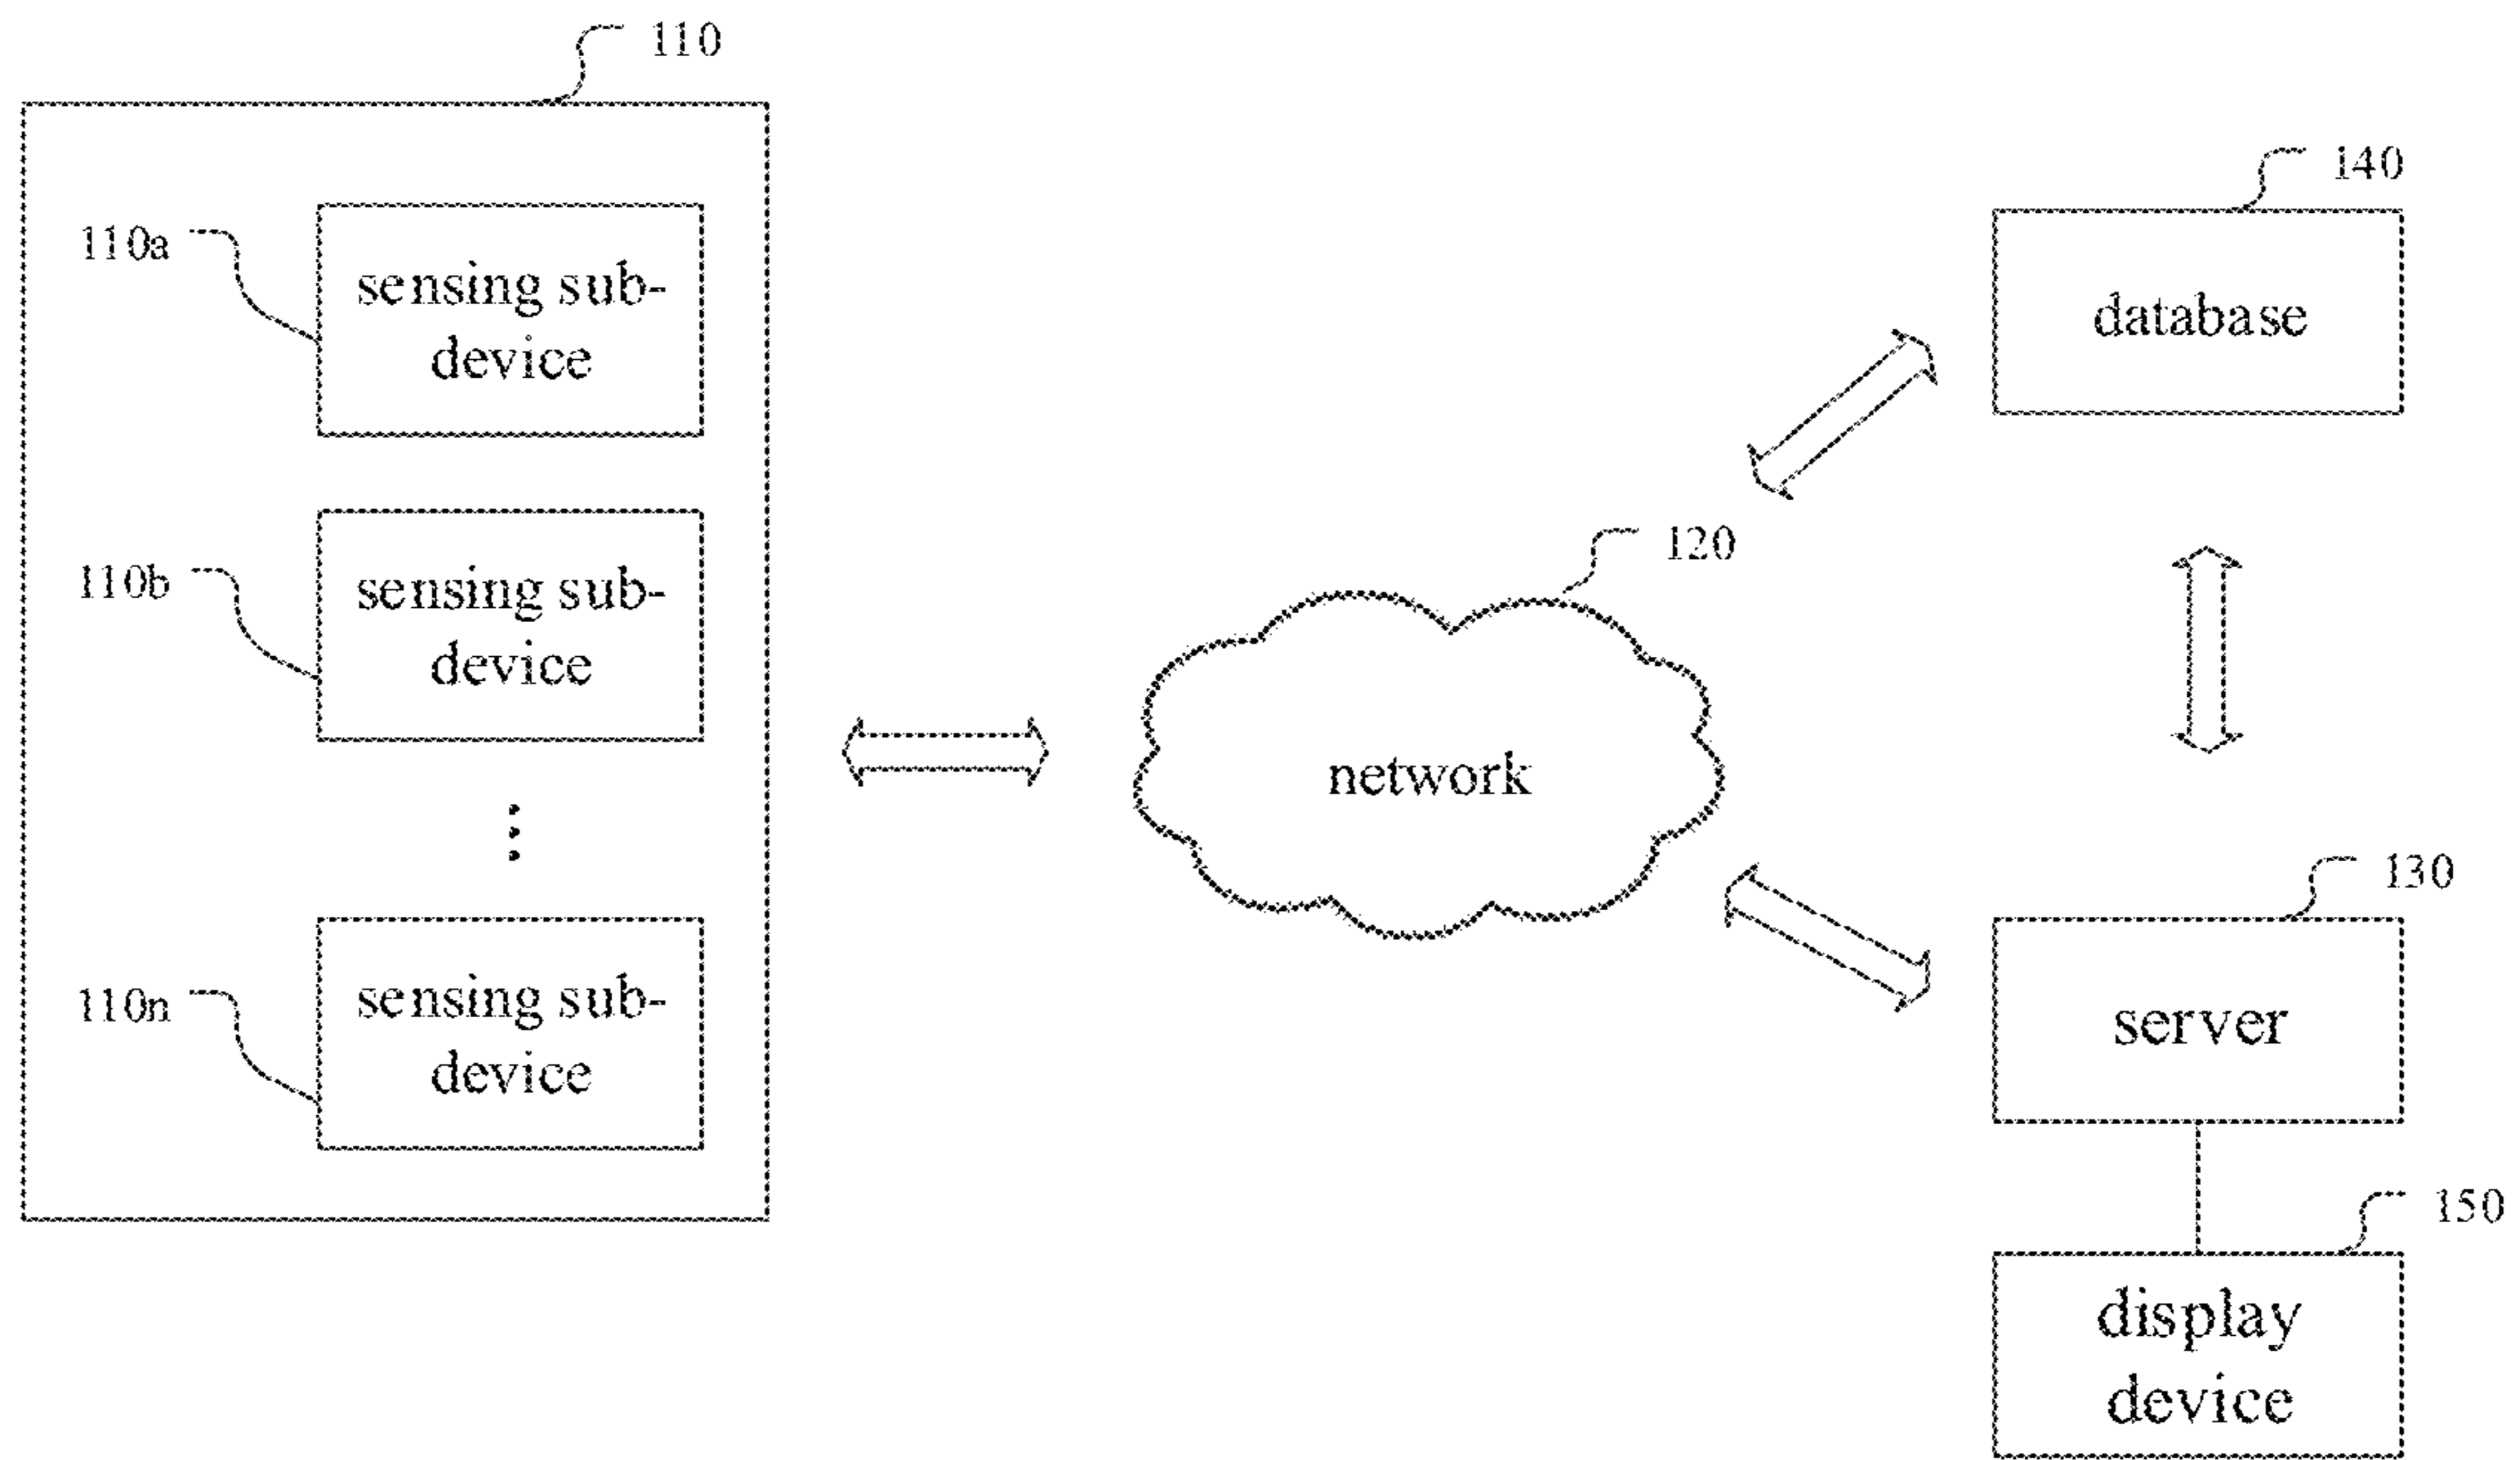 110
110a
sensing sub-
device
110b
sensing sub-
device
110n
sensing sub-
device
120
network
140
database
130
server
150
display
device